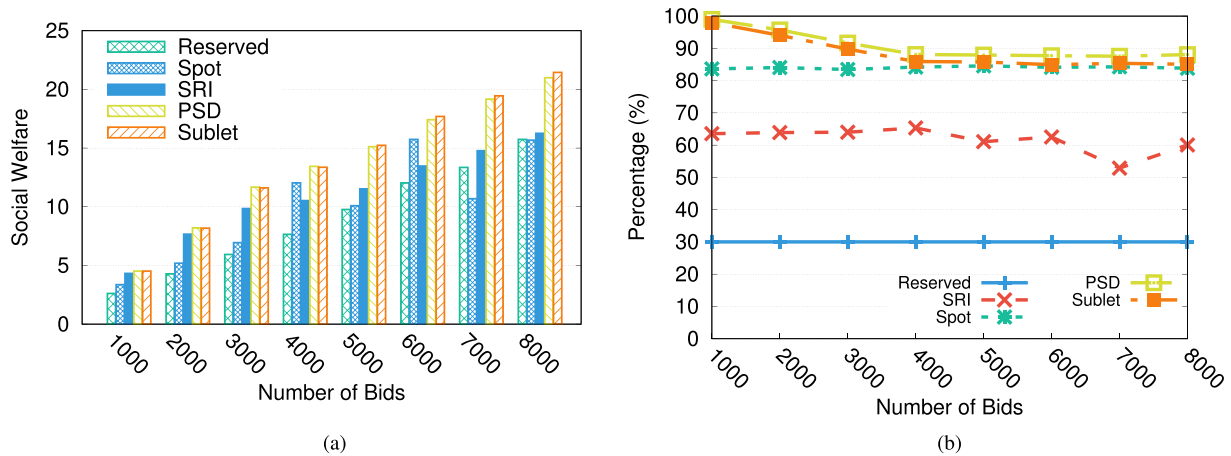 25
20
15
10
5
0
Social Welfare
Reserved
Spot
SRI
PSD
Sublet
1000
2000
3000
4000
5000
6000
7000
8000
Number of Bids
(a)
100
90
80
70
60
50
40
30
20
10
0
Percentage (%)
Reserved
SRI
Spot
PSD
Sublet
1000
2000
3000
4000
5000
6000
7000
8000
Number of Bids
(b)